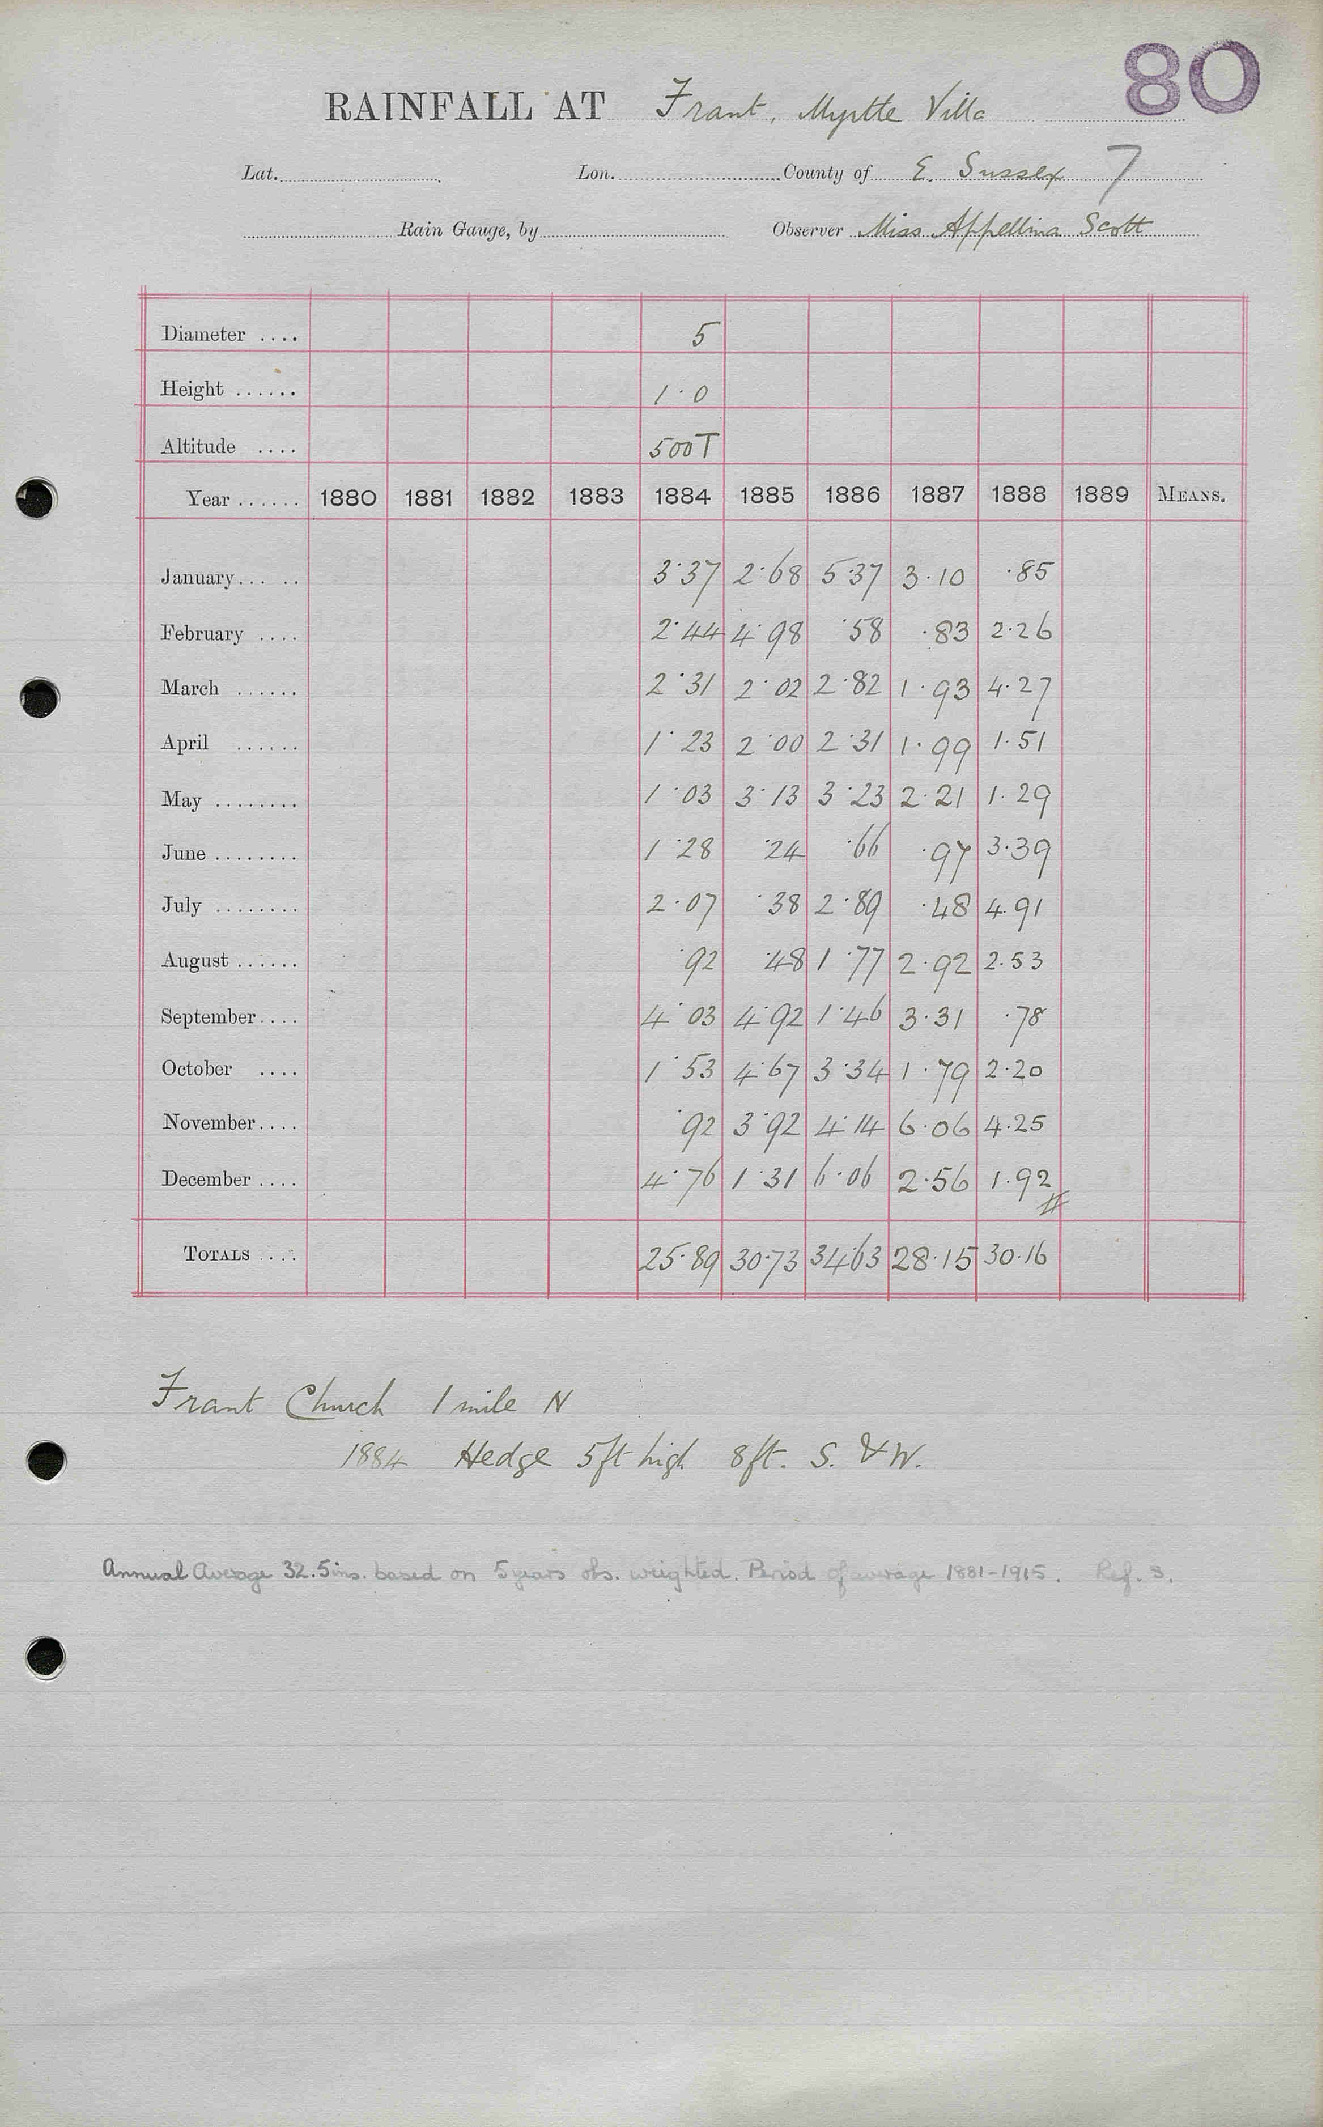 80
RAINFALL AT Frant, Myrtle Villa
Lat. Lon. County of E. Sussex 7
Rain Gauge, by Observer Miss Appellina Scott
Diameter .... 5
Height ...... 1.0
Altitude .... 500T
Year ...... 1880 1881 1882 1883 1884 1885 1886 1887 1888 1889 MEANS.
January ..... 3.37 2.68 5.37 3.10 .85
February .... 2.44 4.98 .58 .83 2.26
March ...... 2.31 2.02 2.82 1.93 4.27
April ...... 1.23 2.00 2.31 1.99 1.51
May ........ 1.03 3.13 3.23 2.21 1.29
June ........ 1.28 .24 .66 .97 3.39
July ........ 2.07 .38 2.89 .48 4.91
August ...... .92 .48 1.77 2.92 2.53
September .... 4.03 4.92 1.46 3.31 .78
October .... 1.53 4.67 3.34 1.79 2.20
November .... .92 3.92 4.14 6.06 4.25
December .... 4.76 1.31 6.06 2.56 1.92
TOTALS .... 25.89 30.73 34.63 28.15 30.16
Frant Church 1 mile N
1884 Hedge 5ft high 8ft. S. & W.
Annual Average 32.5ins. based on 5 years obs. weighted. Period of average 1881-1915. Ref. S.